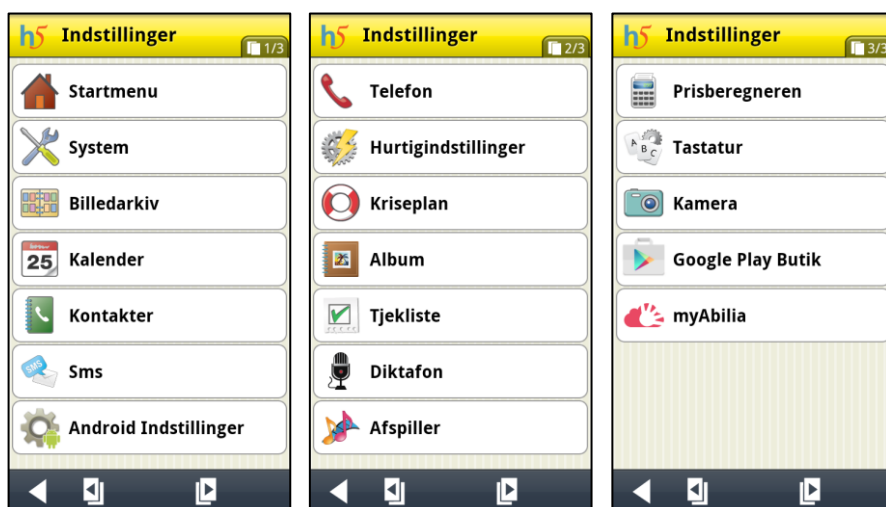 h5 Indstillinger 1/3
Startmenu
System
Billedarkiv
25 Kalender
Kontakter
SMS Sms
Android Indstillinger
h5 Indstillinger 2/3
Telefon
Hurtigindstillinger
Kriseplan
Album
Tjekliste
Diktafon
Afspiller
h5 Indstillinger 3/3
Prisberegneren
A B C Tastatur
Kamera
Google Play Butik
myAbilia